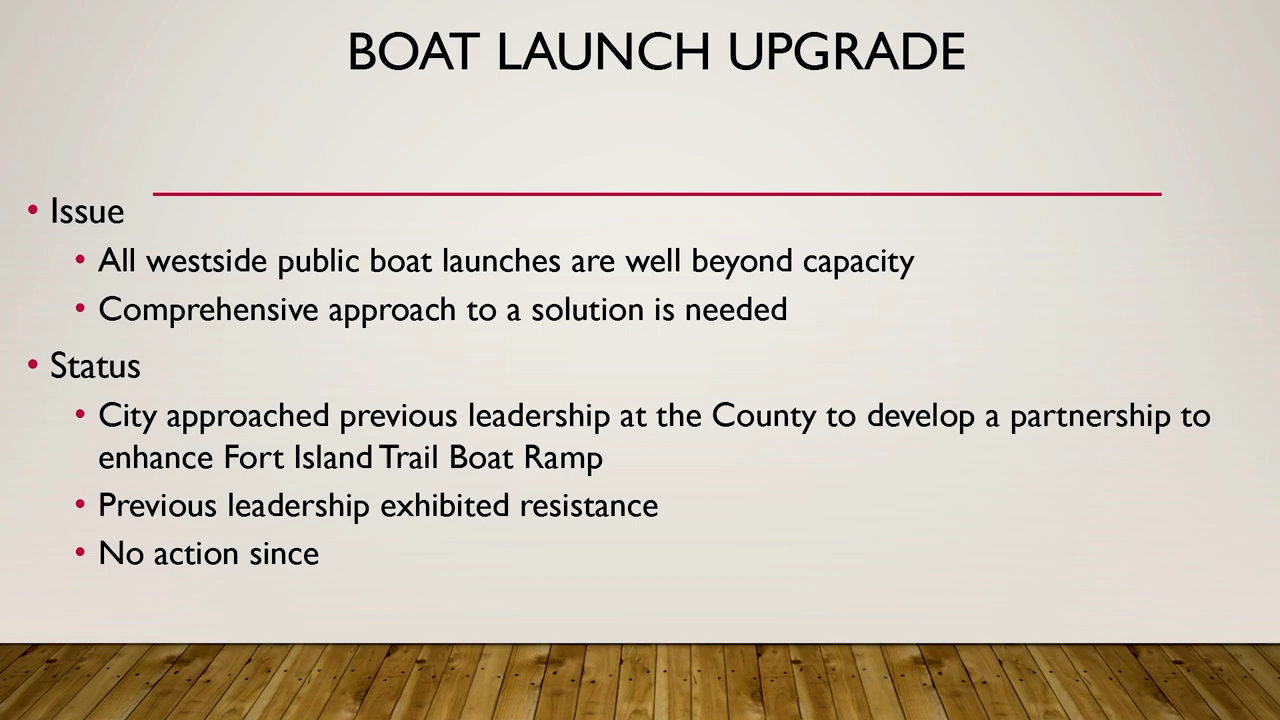 BOAT LAUNCH UPGRADE
• Issue
• All westside public boat launches are well beyond capacity
• Comprehensive approach to a solution is needed
• Status
• City approached previous leadership at the County to develop a partnership to
enhance Fort Island Trail Boat Ramp
• Previous leadership exhibited resistance
• No action since